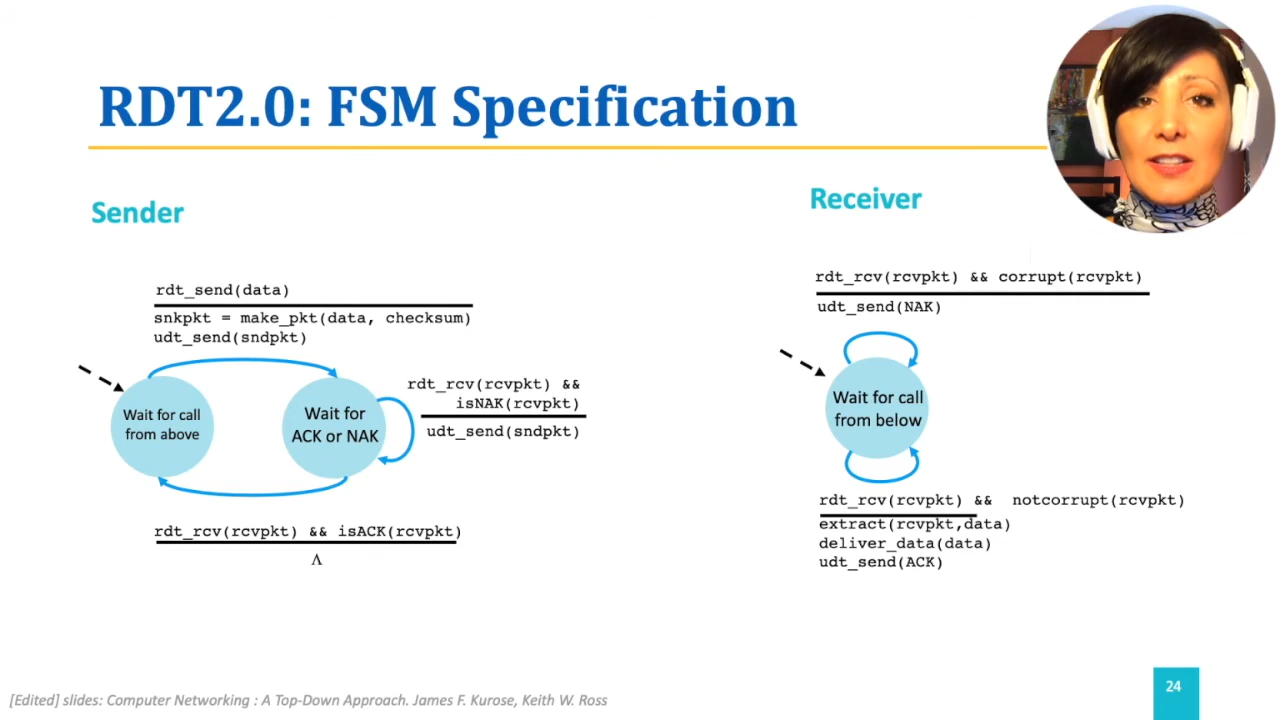 RDT2.0: FSM Specification
Sender
Receiver
rdt_send(data)
snkpkt = make_pkt(data, checksum)
udt_send(sndpkt)
Wait for call
from above
Wait for
ACK or NAK
rdt_rcv(rcvpkt) &&
isNAK(rcvpkt)
udt_send(sndpkt)
rdt_rcv(rcvpkt) && isACK(rcvpkt)
Λ
rdt_rcv(rcvpkt) && corrupt(rcvpkt)
udt_send(NAK)
Wait for call
from below
rdt_rcv(rcvpkt) && notcorrupt(rcvpkt)
extract(rcvpkt,data)
deliver_data(data)
udt_send(ACK)
[Edited] slides: Computer Networking : A Top-Down Approach. James F. Kurose, Keith W. Ross
24